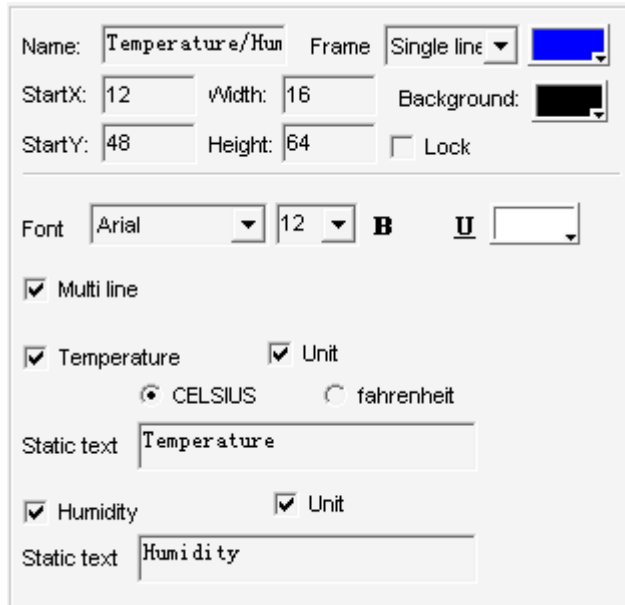 Name: Temperature/Hum Frame Single line
StartX: 12 Width: 16 Background:
StartY: 48 Height: 64 Lock
Font Arial 12 B U
Multi line
Temperature Unit
CELSIUS fahrenheit
Static text Temperature
Humidity Unit
Static text Humidity